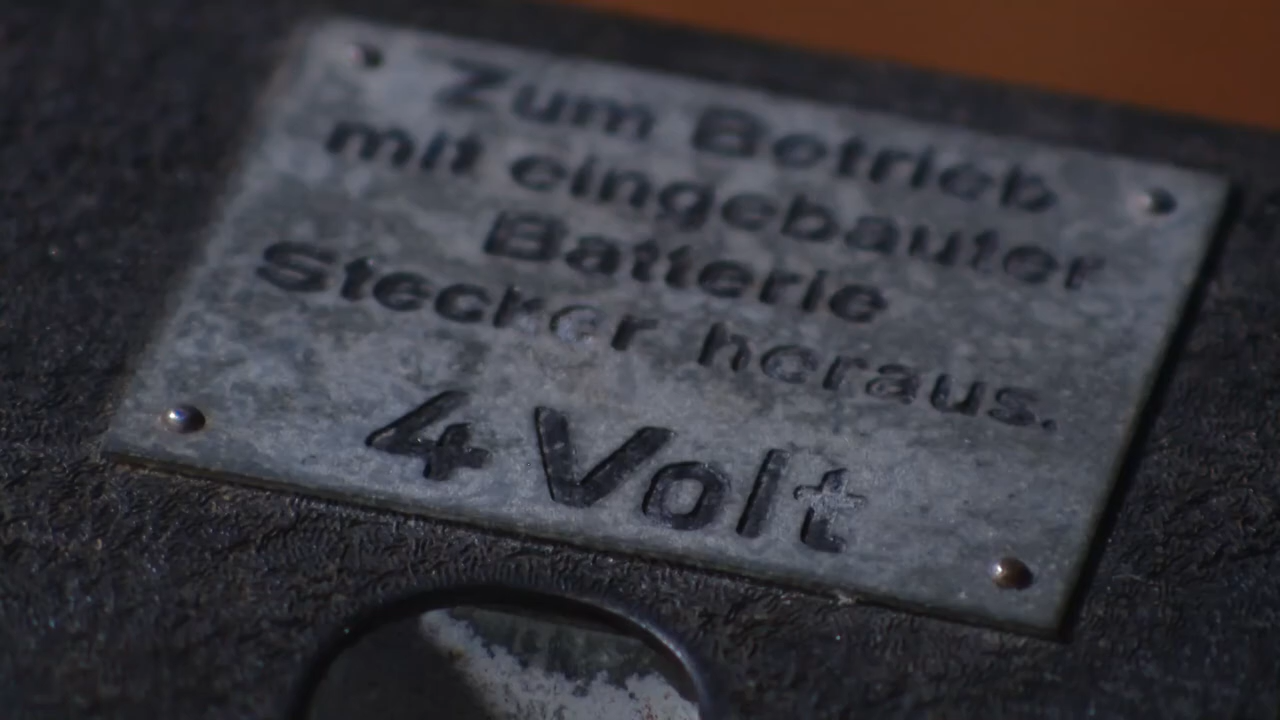 Zum Betrieb
mit eingebauter
Batterie
Stecker heraus.
4 Volt